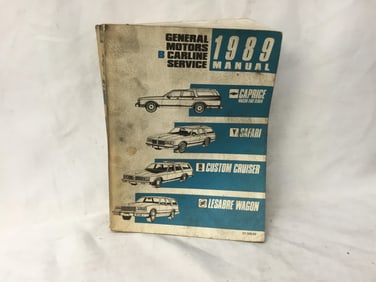 GENERAL
MOTORS
B CARLINE
SERVICE
1989
MANUAL
CAPRICE
SAFARI
CUSTOM CRUISER
LESABRE WAGON